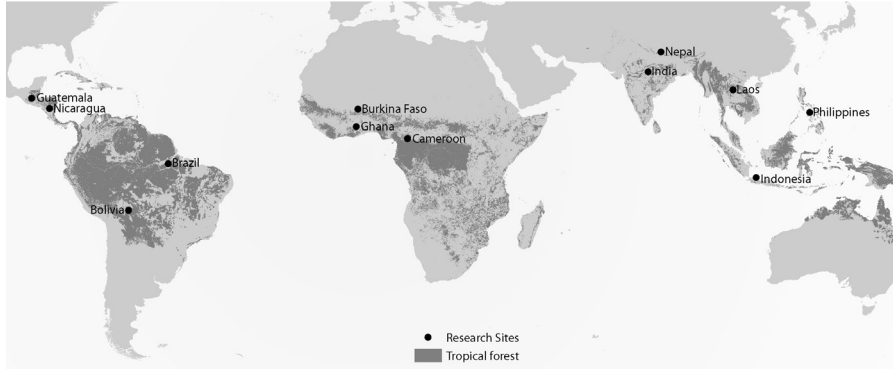 Nepal
India
Laos
Guatemala
Nicaragua
Burkina Faso
Philippines
Ghana
Cameroon
Brazil
Indonesia
Bolivia
Research Sites
Tropical forest